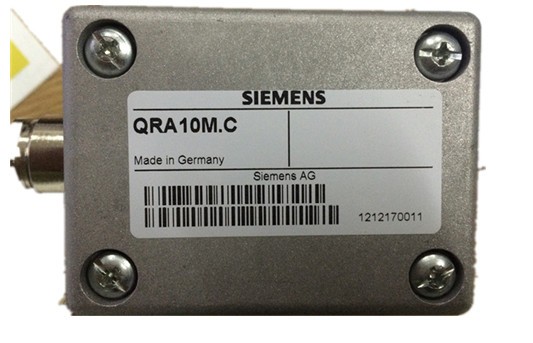 SIEMENS
QRA10M.C
Made in Germany
Siemens AG
1212170011